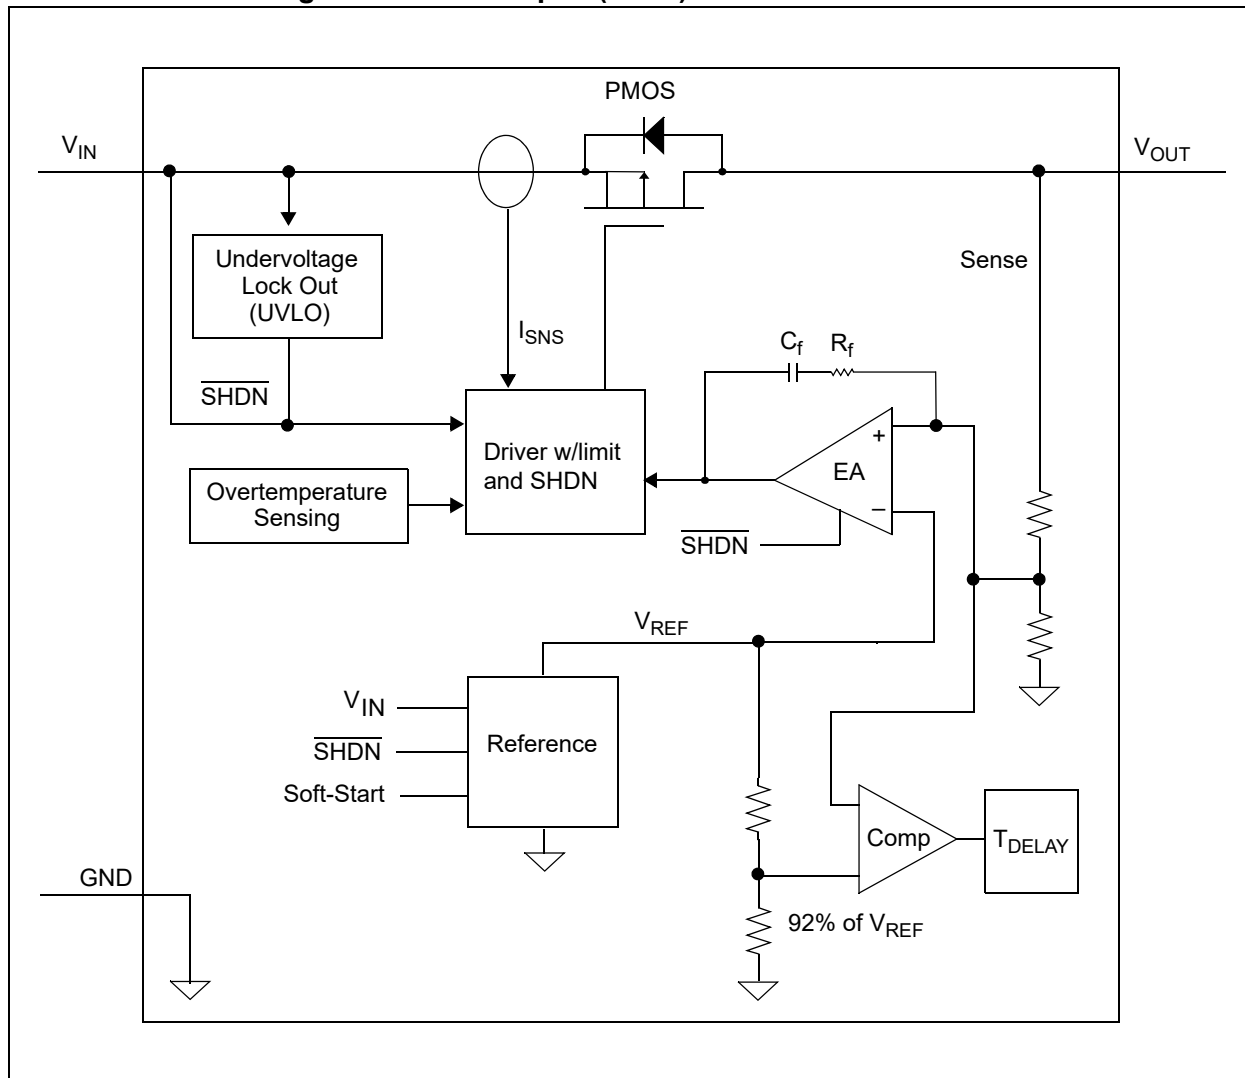 PMOS
V_IN
V_OUT
Undervoltage
Lock Out
(UVLO)
Sense
I_SNS
C_f
R_f
SHDN
Driver w/limit
and SHDN
+
EA
−
Overtemperature
Sensing
SHDN
V_REF
V_IN
SHDN
Soft-Start
Reference
Comp
T_DELAY
GND
92% of V_REF